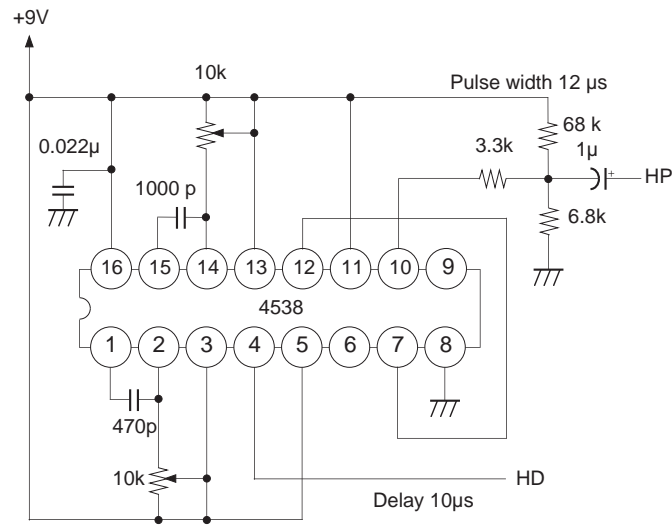 +9V
10k
Pulse width 12 µs
68 k
1µ
+
0.022µ
3.3k
HP
1000 p
6.8k
16 15 14 13 12 11 10 9
4538
1 2 3 4 5 6 7 8
470p
10k
HD
Delay 10µs